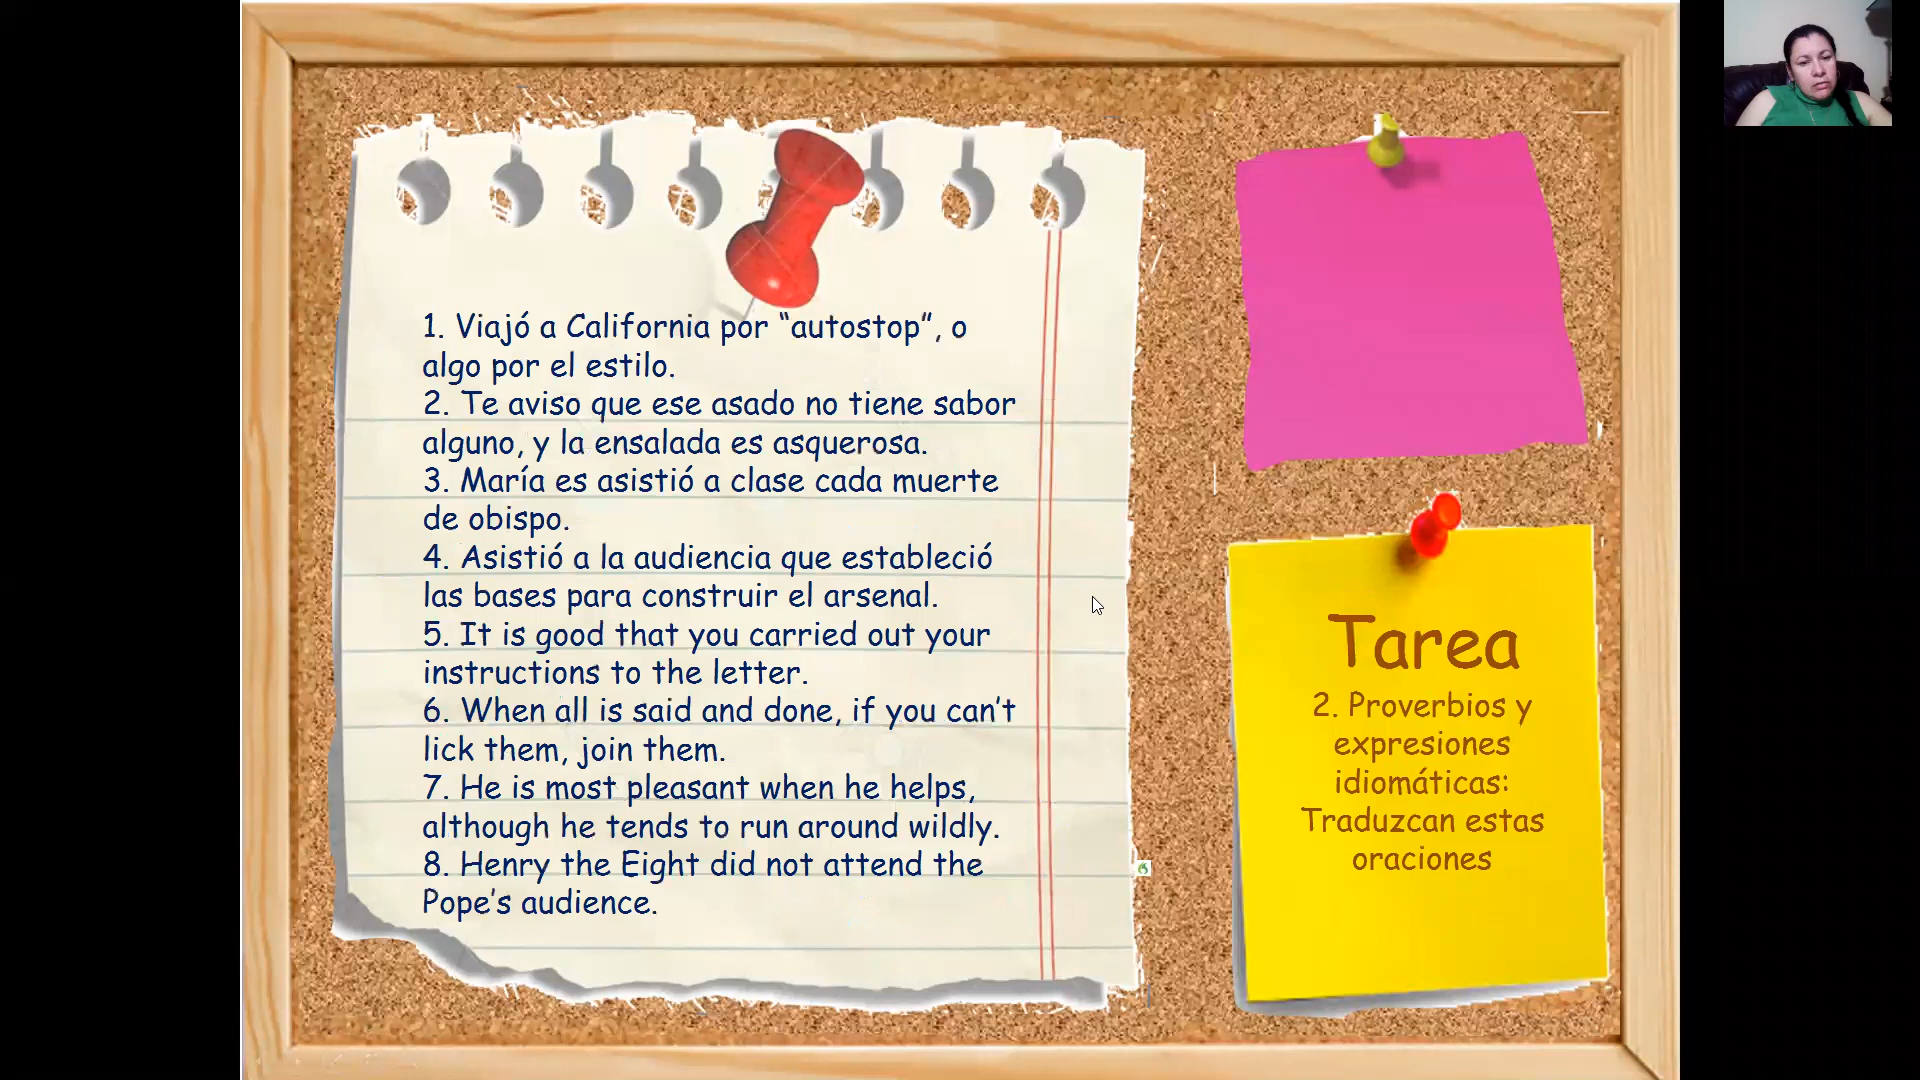 1. Viajó a California por “autostop”, o
algo por el estilo.
2. Te aviso que ese asado no tiene sabor
alguno, y la ensalada es asquerosa.
3. María es asistió a clase cada muerte
de obispo.
4. Asistió a la audiencia que estableció
las bases para construir el arsenal.
5. It is good that you carried out your
instructions to the letter.
6. When all is said and done, if you can’t
lick them, join them.
7. He is most pleasant when he helps,
although he tends to run around wildly.
8. Henry the Eight did not attend the
Pope’s audience.
Tarea
2. Proverbios y
expresiones
idiomáticas:
Traduzcan estas
oraciones